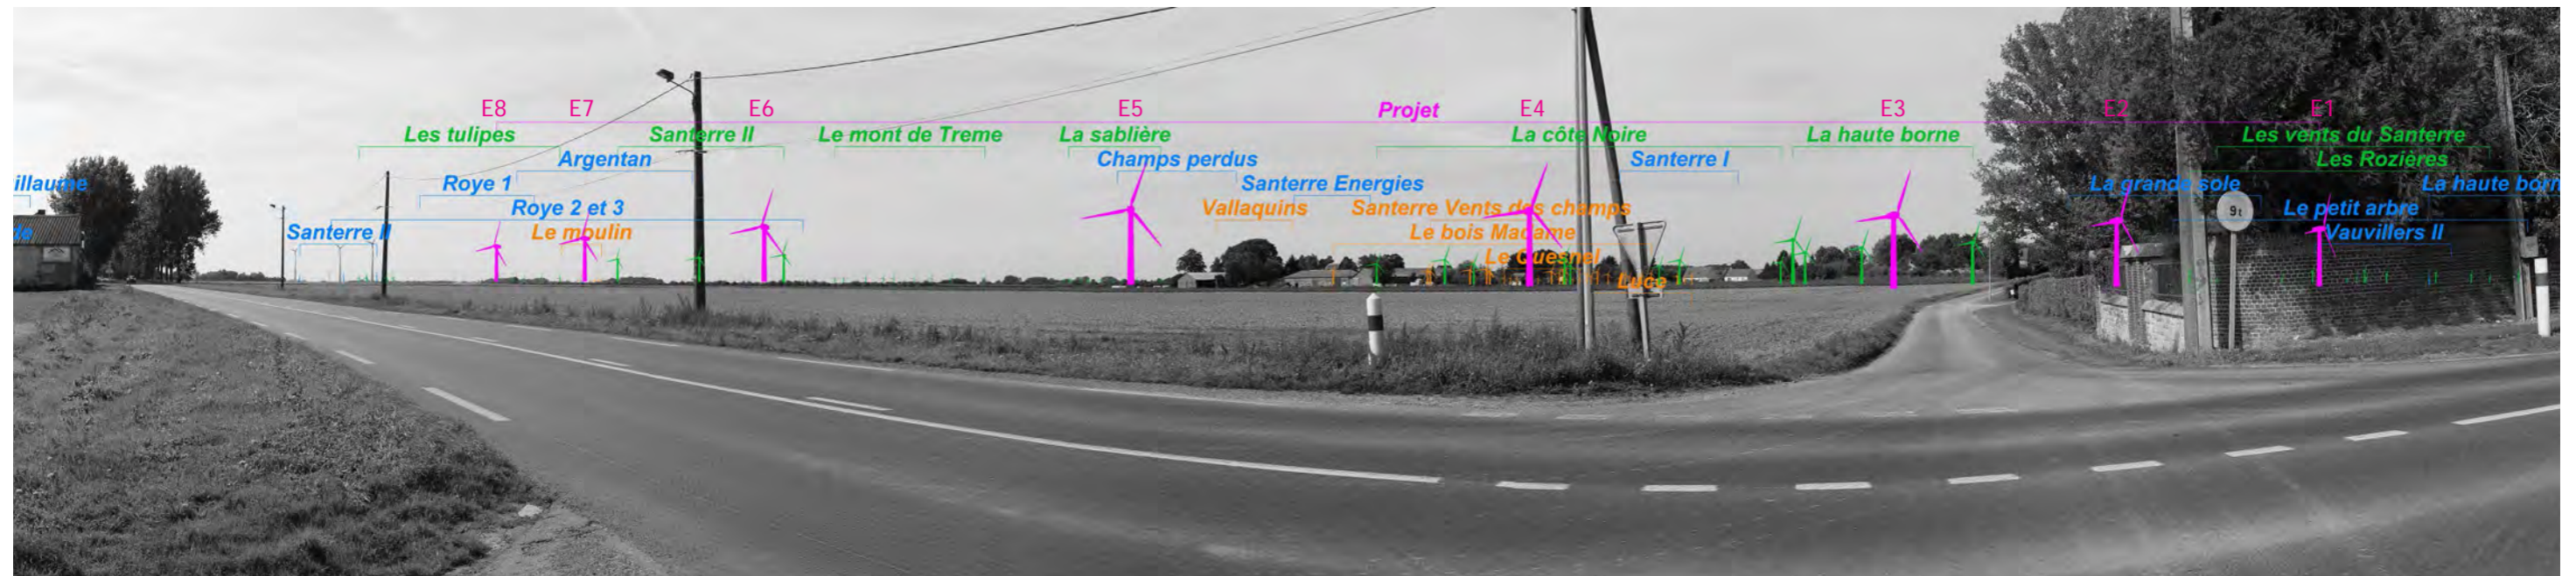 E8 E7 E6 E5 Projet E4 E3 E2 E1
Les tulipes Santerre II Le mont de Treme La sablière La côte Noire La haute borne Les vents du Santerre
Argentan Champs perdus Santerre I Les Rozières
illaume Roye 1 Santerre Energies La grande sole La haute born
Roye 2 et 3 Vallaquins Santerre Vents des champs 9t Le petit arbre
de Santerre II Le moulin Le bois Madame Vauvillers II
Le Quesnel
Luce